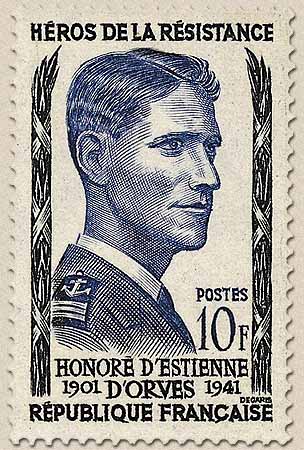 HÉROS DE LA RÉSISTANCE
POSTES
10F
HONORÉ D'ESTIENNE
1901 D'ORVES 1941
DECARIS
RÉPUBLIQUE FRANÇAISE